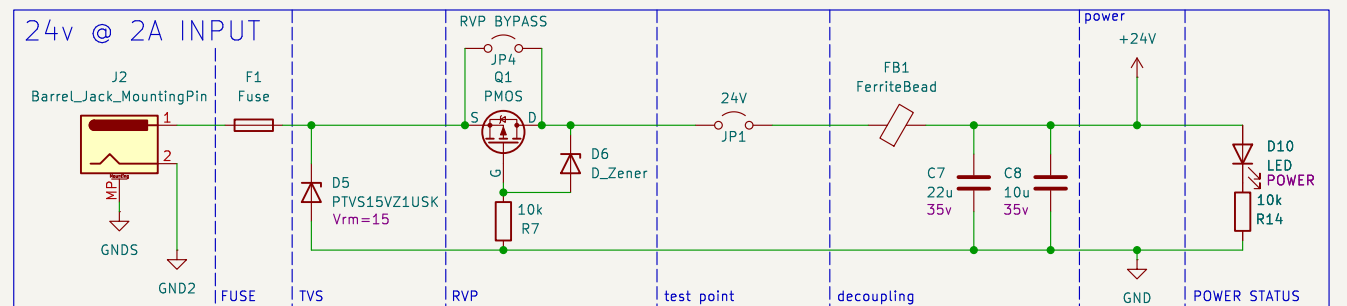 24v @ 2A INPUT
RVP BYPASS
JP4
power
+24V
J2
Barrel_Jack_MountingPin
F1
Fuse
Q1
PMOS
24V
JP1
FB1
FerriteBead
1
2
Mounting
MP
GNDS
GND2
S
D
G
D5
PTVS15VZ1USK
Vrm=15
D6
D_Zener
10k
R7
C7
22u
35v
C8
10u
35v
D10
LED
POWER
10k
R14
GND
FUSE
TVS
RVP
test point
decoupling
POWER STATUS